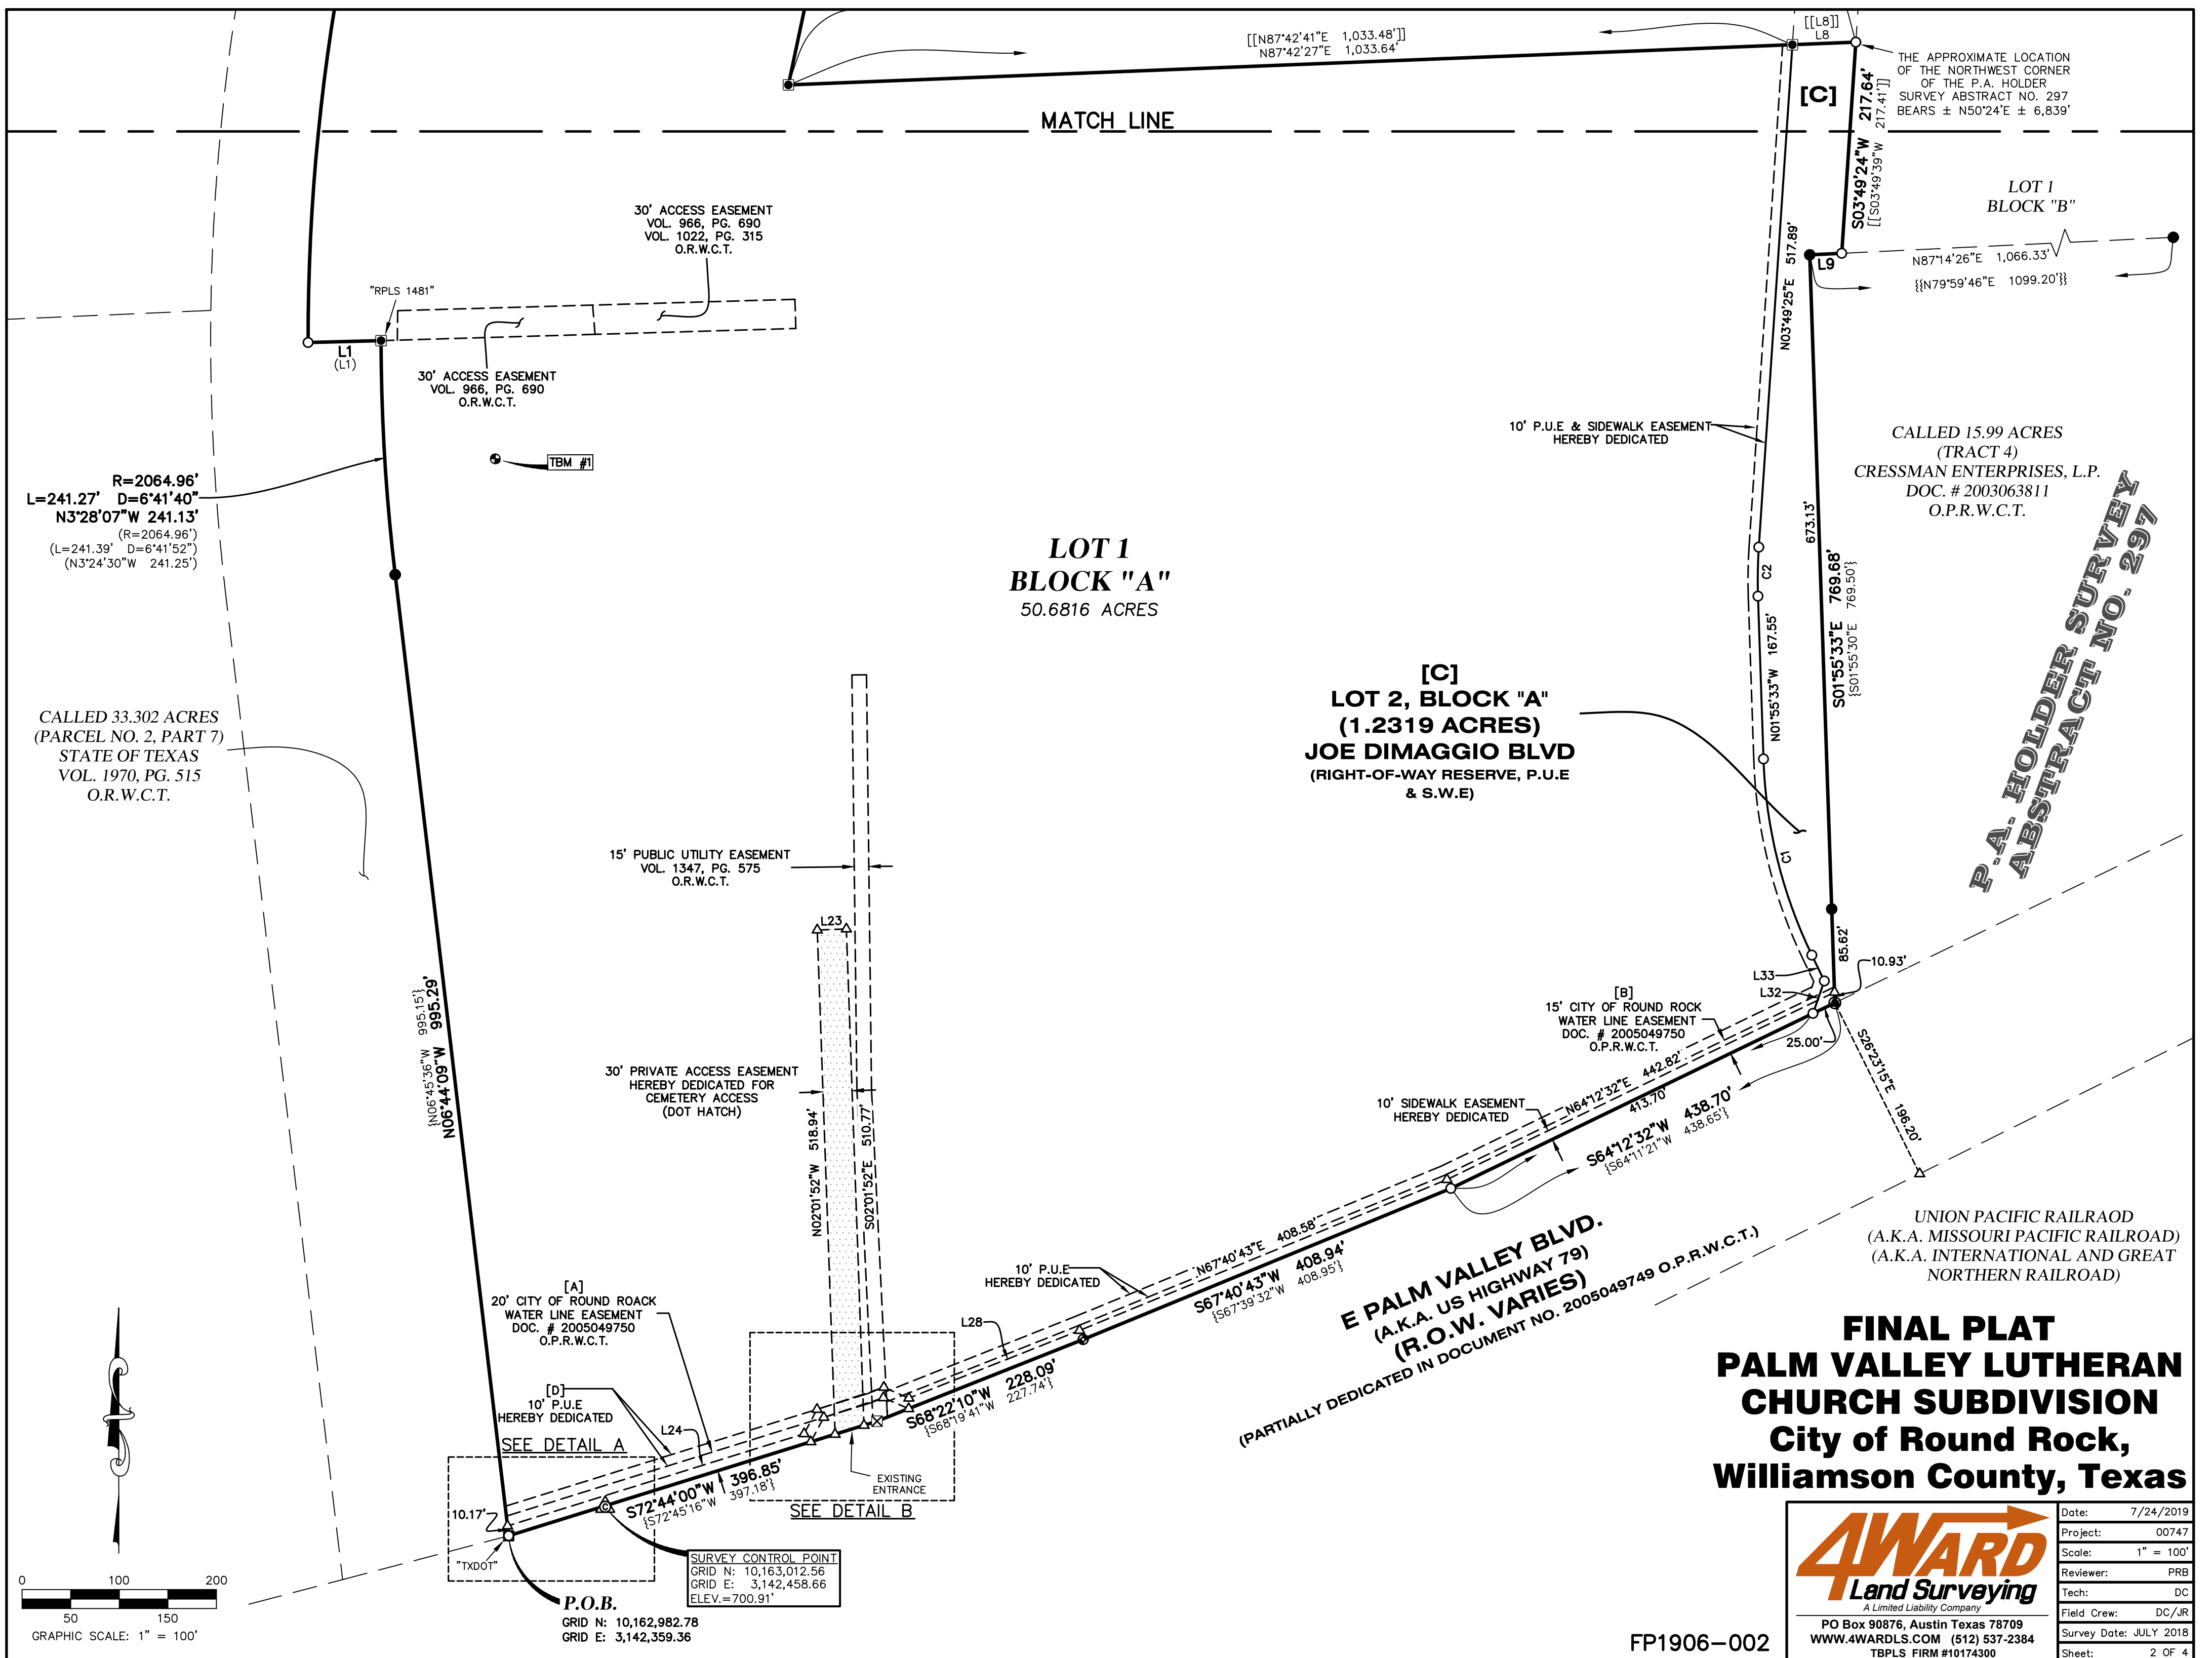 [[N87°42'41"E 1,033.48']]
N87°42'27"E 1,033.64'
[[L8]]
L8
THE APPROXIMATE LOCATION
OF THE NORTHWEST CORNER
OF THE P.A. HOLDER
SURVEY ABSTRACT NO. 297
BEARS ± N50°24'E ± 6,839'
[C]
S03°49'24"W 217.64'
[[S03°49'39"W 217.41']]
MATCH LINE
LOT 1
BLOCK "B"
L9
N87°14'26"E 1,066.33'
{{N79°59'46"E 1099.20'}}
30' ACCESS EASEMENT
VOL. 966, PG. 690
VOL. 1022, PG. 315
O.R.W.C.T.
"RPLS 1481"
L1
(L1)
30' ACCESS EASEMENT
VOL. 966, PG. 690
O.R.W.C.T.
N03°49'25"E 517.89'
10' P.U.E & SIDEWALK EASEMENT
HEREBY DEDICATED
CALLED 15.99 ACRES
(TRACT 4)
CRESSMAN ENTERPRISES, L.P.
DOC. # 2003063811
O.P.R.W.C.T.
TBM #1
R=2064.96'
L=241.27' D=6°41'40"
N3°28'07"W 241.13'
(R=2064.96')
(L=241.39' D=6°41'52")
(N3°24'30"W 241.25')
673.13'
S01°55'33"E 769.68'
{S01°55'30"E 769.50'}
P.A. HOLDER SURVEY
ABSTRACT NO. 297
LOT 1
BLOCK "A"
50.6816 ACRES
C2
N01°55'33"W 167.55'
[C]
LOT 2, BLOCK "A"
(1.2319 ACRES)
JOE DIMAGGIO BLVD
(RIGHT-OF-WAY RESERVE, P.U.E
& S.W.E)
CALLED 33.302 ACRES
(PARCEL NO. 2, PART 7)
STATE OF TEXAS
VOL. 1970, PG. 515
O.R.W.C.T.
15' PUBLIC UTILITY EASEMENT
VOL. 1347, PG. 575
O.R.W.C.T.
C1
L23
85.62'
10.93'
L33
L32
25.00'
[B]
15' CITY OF ROUND ROCK
WATER LINE EASEMENT
DOC. # 2005049750
O.P.R.W.C.T.
{N06°45'36"W 995.15'}
N06°44'09"W 995.29'
30' PRIVATE ACCESS EASEMENT
HEREBY DEDICATED FOR
CEMETERY ACCESS
(DOT HATCH)
N02°01'52"W 518.94'
S02°01'52"E 510.77'
10' SIDEWALK EASEMENT
HEREBY DEDICATED
N64°12'32"E 442.82'
413.70'
S64°12'32"W 438.70'
{S64°11'21"W 438.65'}
S26°23'15"E 196.20'
UNION PACIFIC RAILRAOD
(A.K.A. MISSOURI PACIFIC RAILROAD)
(A.K.A. INTERNATIONAL AND GREAT
NORTHERN RAILROAD)
10' P.U.E
HEREBY DEDICATED
N67°40'43"E 408.58'
S67°40'43"W 408.94'
{S67°39'32"W 408.95'}
E PALM VALLEY BLVD.
(A.K.A. US HIGHWAY 79)
(R.O.W. VARIES)
(PARTIALLY DEDICATED IN DOCUMENT NO. 2005049749 O.P.R.W.C.T.)
[A]
20' CITY OF ROUND ROACK
WATER LINE EASEMENT
DOC. # 2005049750
O.P.R.W.C.T.
L28
S68°22'10"W 228.09'
{S68°19'41"W 227.74'}
[D]
10' P.U.E
HEREBY DEDICATED
L24
SEE DETAIL A
S72°44'00"W 396.85'
{S72°45'16"W 397.18'}
EXISTING
ENTRANCE
SEE DETAIL B
10.17'
"TXDOT"
C
SURVEY CONTROL POINT
GRID N: 10,163,012.56
GRID E: 3,142,458.66
ELEV.=700.91'
P.O.B.
GRID N: 10,162,982.78
GRID E: 3,142,359.36
0 100 200
50 150
GRAPHIC SCALE: 1" = 100'
FINAL PLAT
PALM VALLEY LUTHERAN
CHURCH SUBDIVISION
City of Round Rock,
Williamson County, Texas
4WARD
Land Surveying
A Limited Liability Company
PO Box 90876, Austin Texas 78709
WWW.4WARDLS.COM (512) 537-2384
TBPLS FIRM #10174300
Date: 7/24/2019
Project: 00747
Scale: 1" = 100'
Reviewer: PRB
Tech: DC
Field Crew: DC/JR
Survey Date: JULY 2018
Sheet: 2 OF 4
FP1906-002